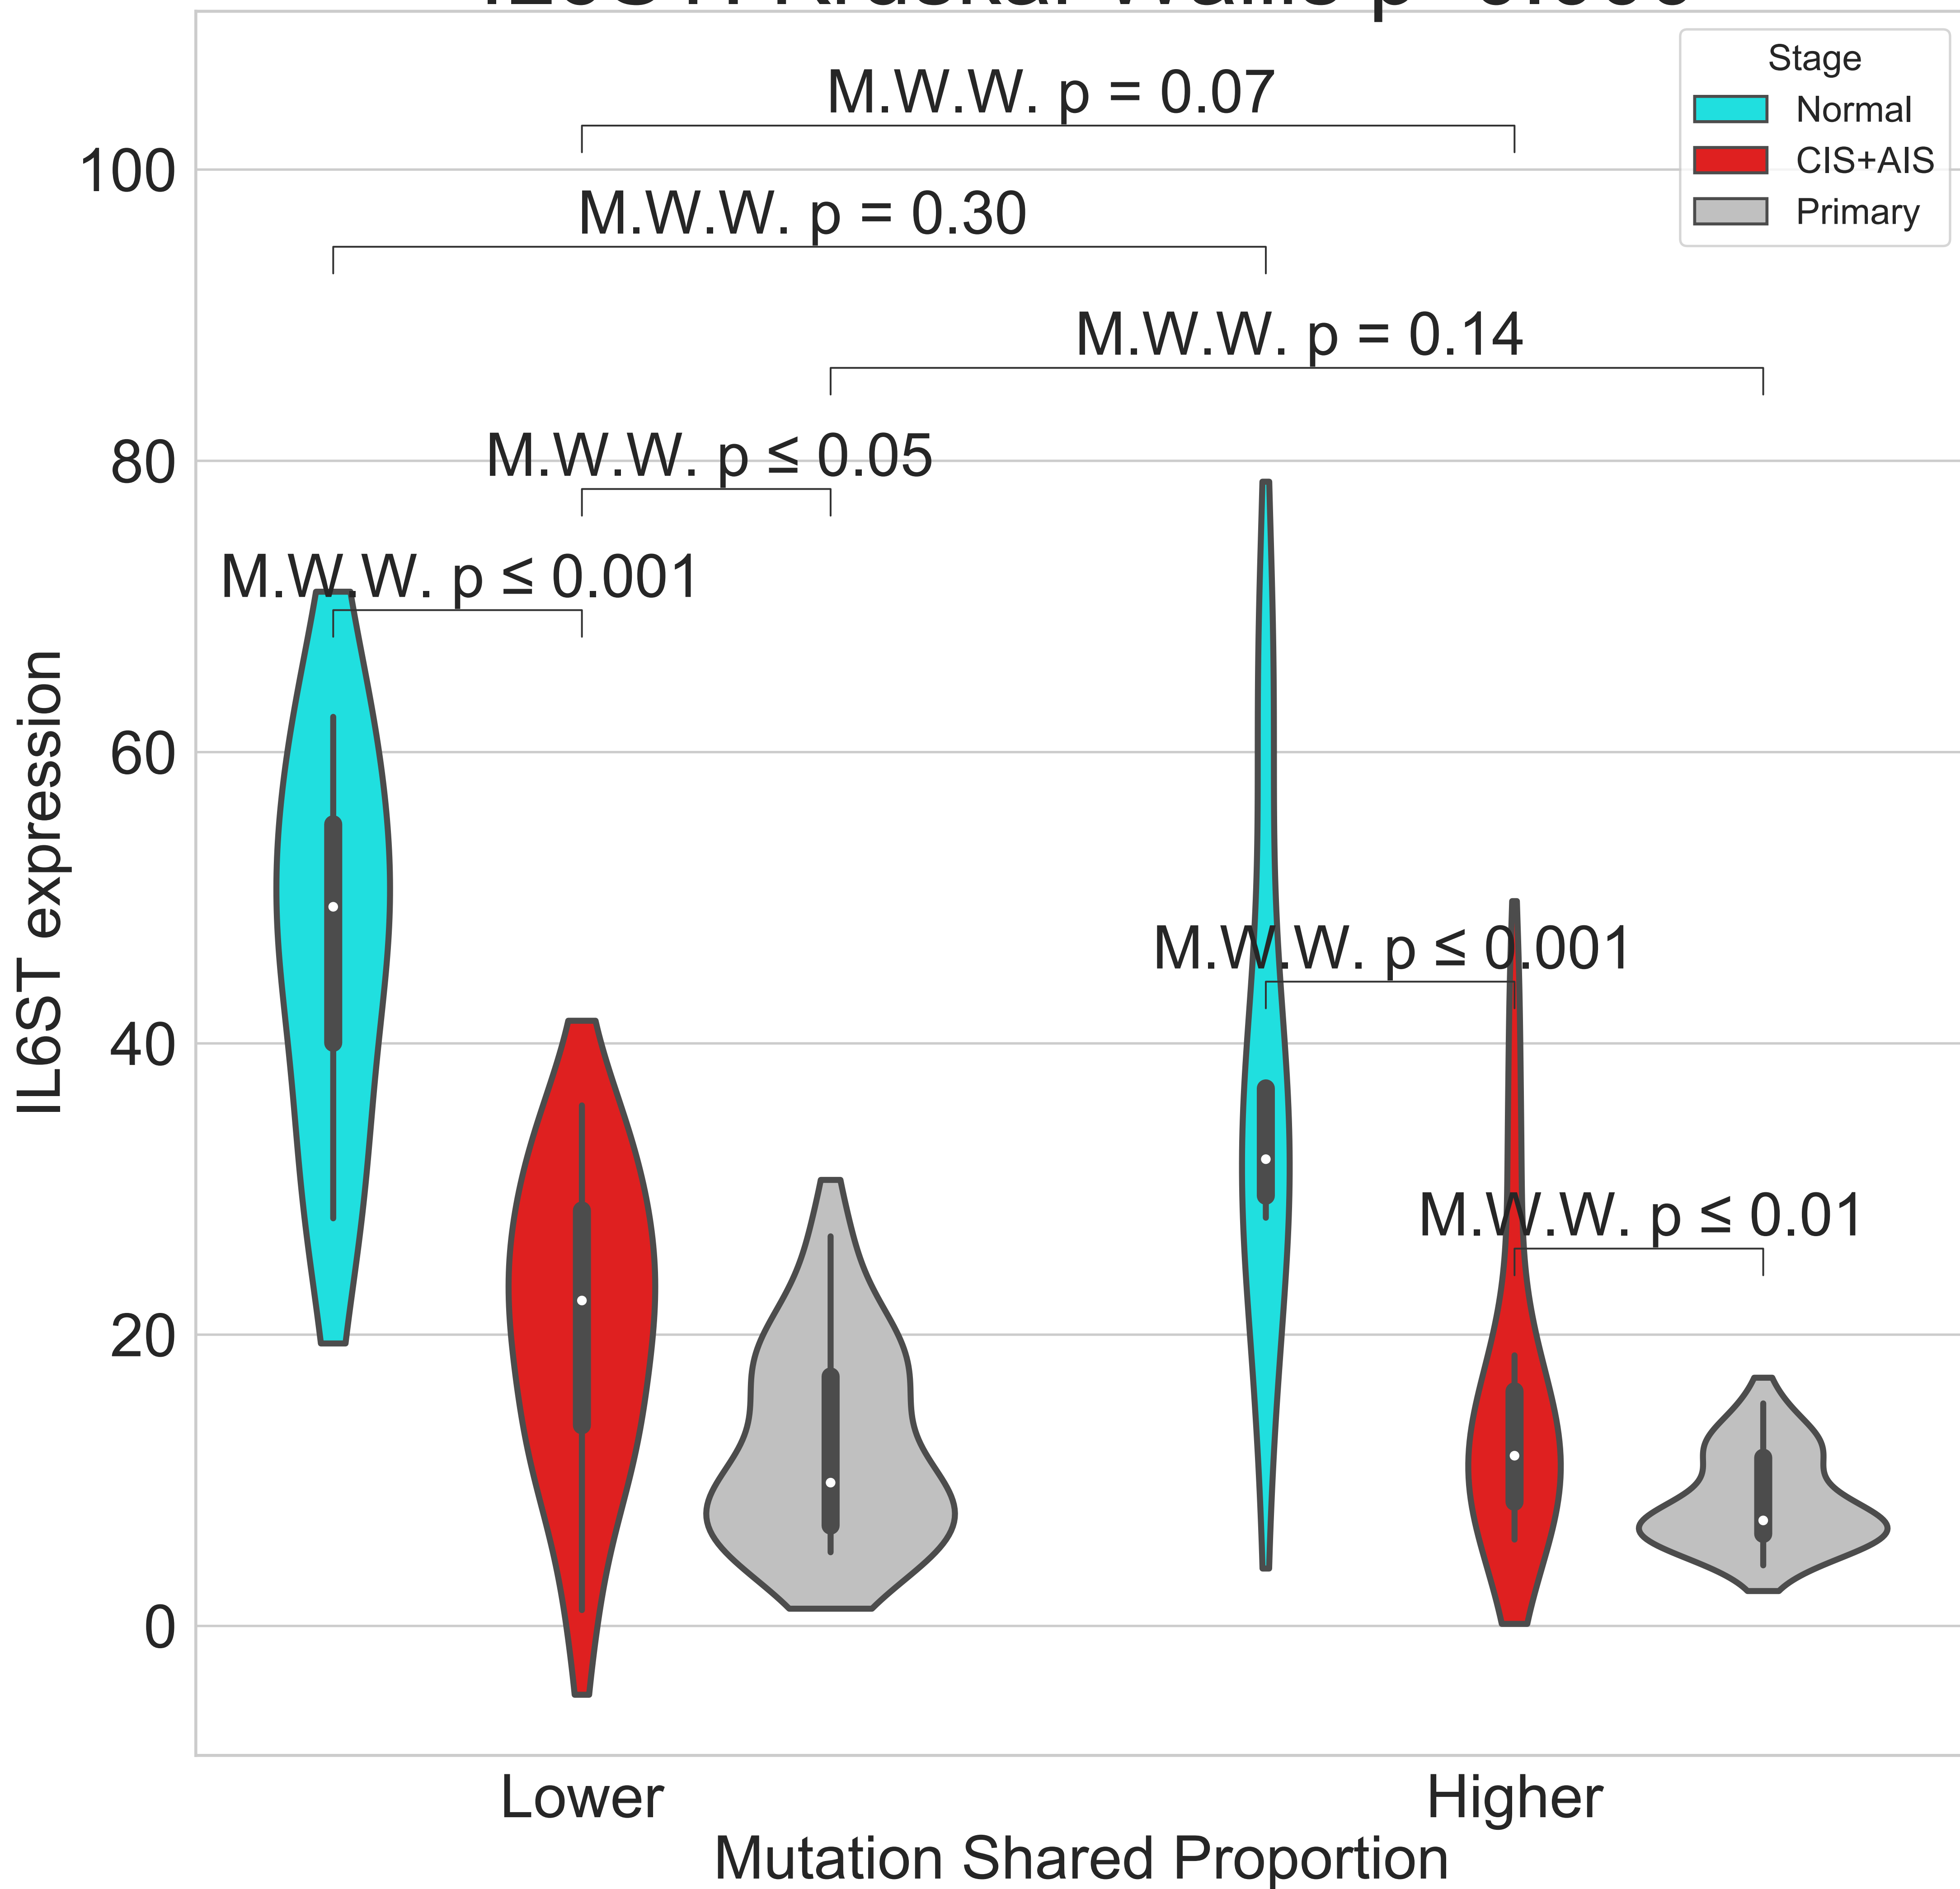 Stage
Normal
CIS+AIS
Primary
M.W.W. p = 0.07
M.W.W. p = 0.30
M.W.W. p = 0.14
M.W.W. p ≤ 0.05
M.W.W. p ≤ 0.001
M.W.W. p ≤ 0.001
M.W.W. p ≤ 0.01
100
80
60
40
20
0
IL6ST expression
Lower
Higher
Mutation Shared Proportion